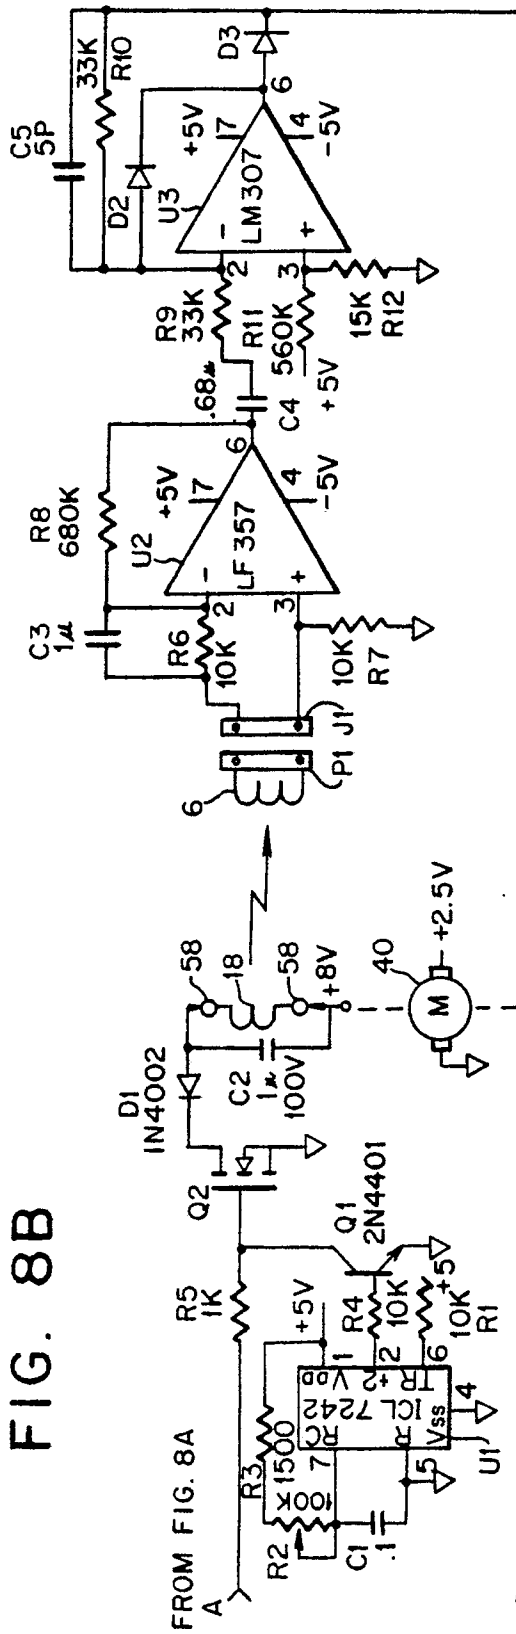 FIG. 8B
FROM FIG. 8A
A
R5
1K
R3
1500
+5V
R2
100K
C1
.1
7
RC
5
R
VDD
1
÷2
2
TR
6
ICL 7242
VSS
4
U1
R4
10K
10K
R1
+5
Q1
2N4401
Q2
D1
1N4002
C2
1µ
100V
58
18
58
+8V
40
M
+2.5V
6
P1
J1
C3
1µ
R8
680K
R6
10K
10K
R7
U2
LF 357
2
-
3
+
+5V
7
4
-5V
6
.68µ
C4
R9
33K
R11
560K
+5V
15K
R12
C5
5P
33K
R10
D2
U3
LM307
2
-
3
+
+5V
7
4
-5V
6
D3